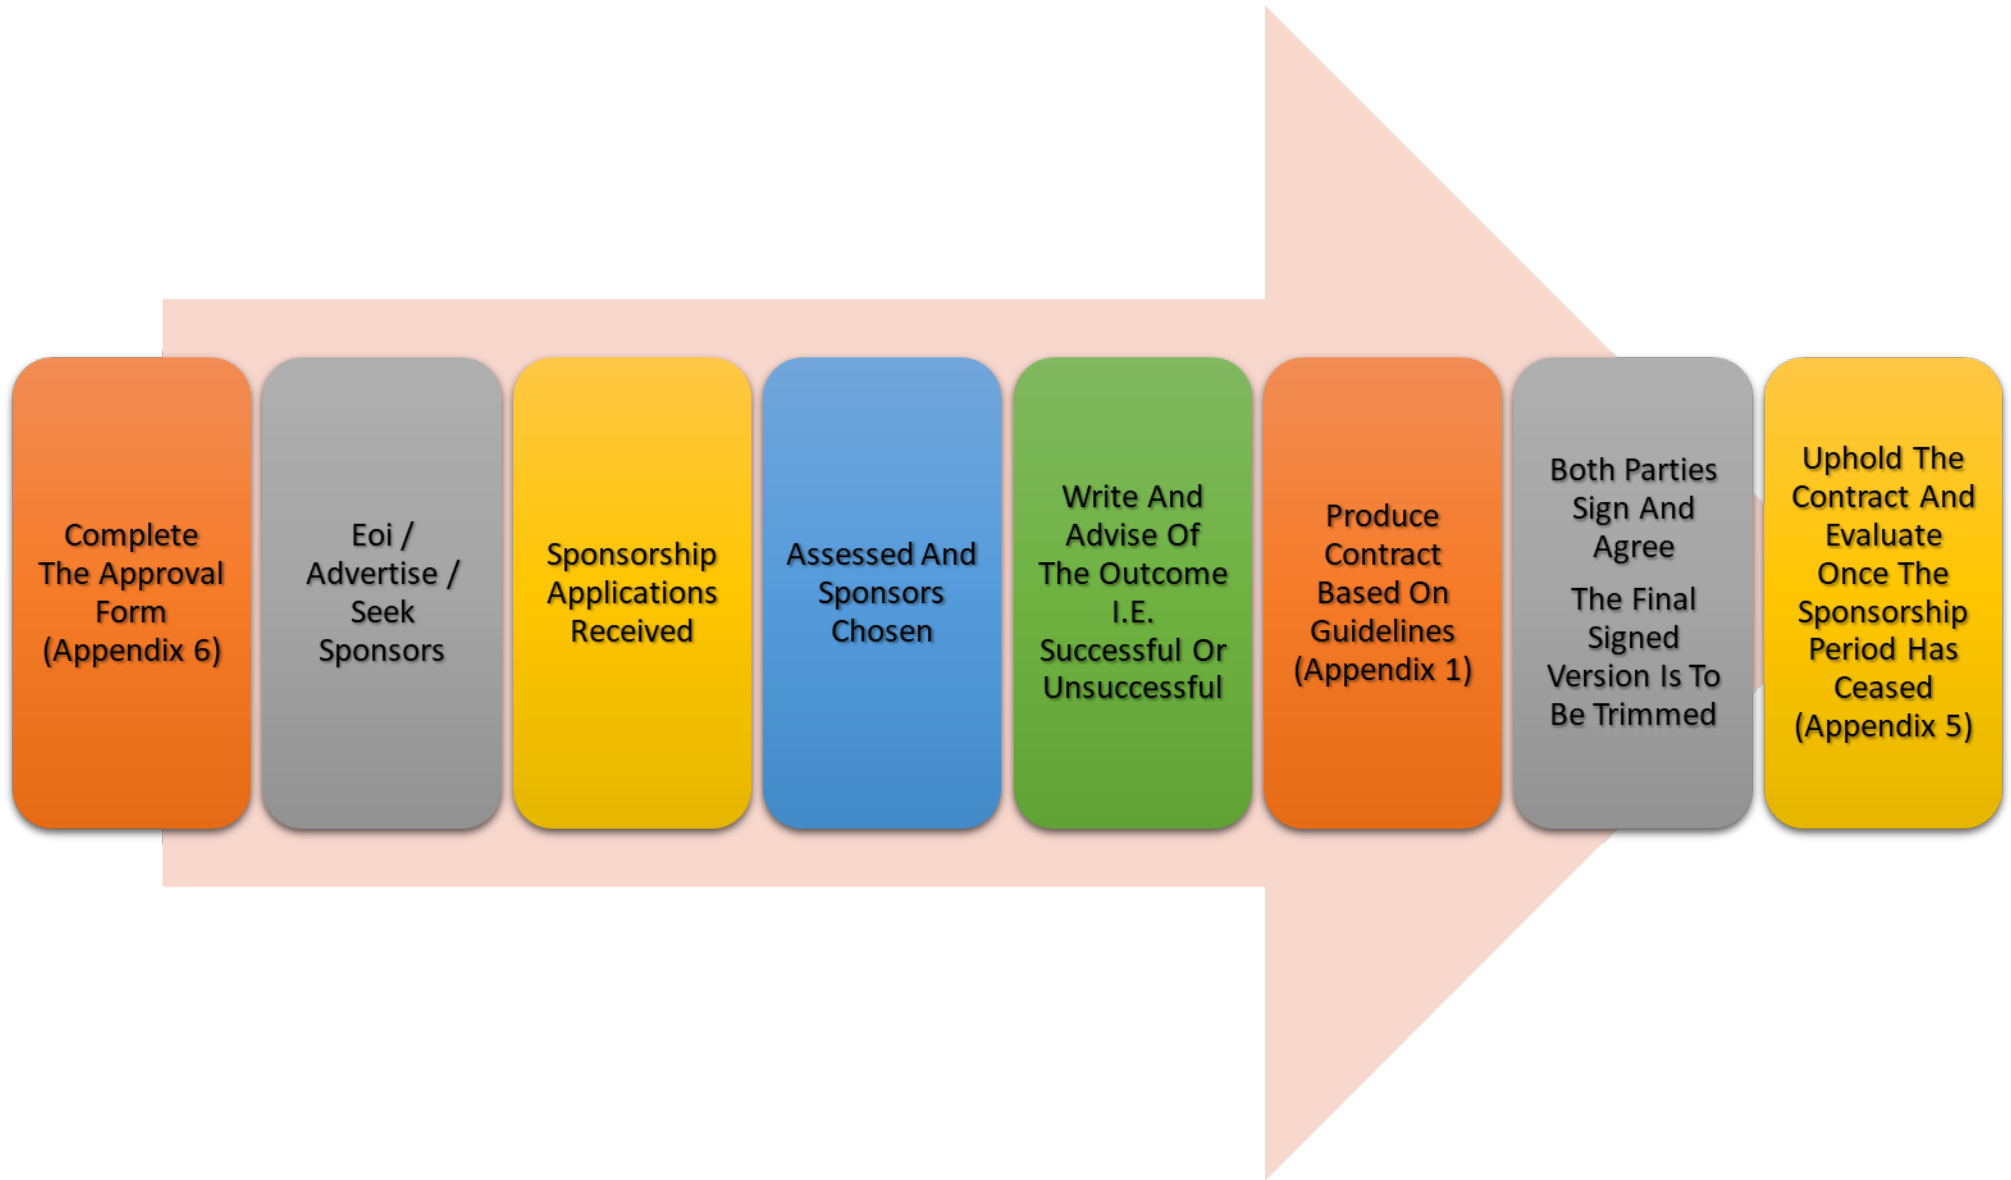 Complete
The Approval
Form
(Appendix 6)
Eoi /
Advertise /
Seek
Sponsors
Sponsorship
Applications
Received
Assessed And
Sponsors
Chosen
Write And
Advise Of
The Outcome
I.E.
Successful Or
Unsuccessful
Produce
Contract
Based On
Guidelines
(Appendix 1)
Both Parties
Sign And
Agree
The Final
Signed
Version Is To
Be Trimmed
Uphold The
Contract And
Evaluate
Once The
Sponsorship
Period Has
Ceased
(Appendix 5)